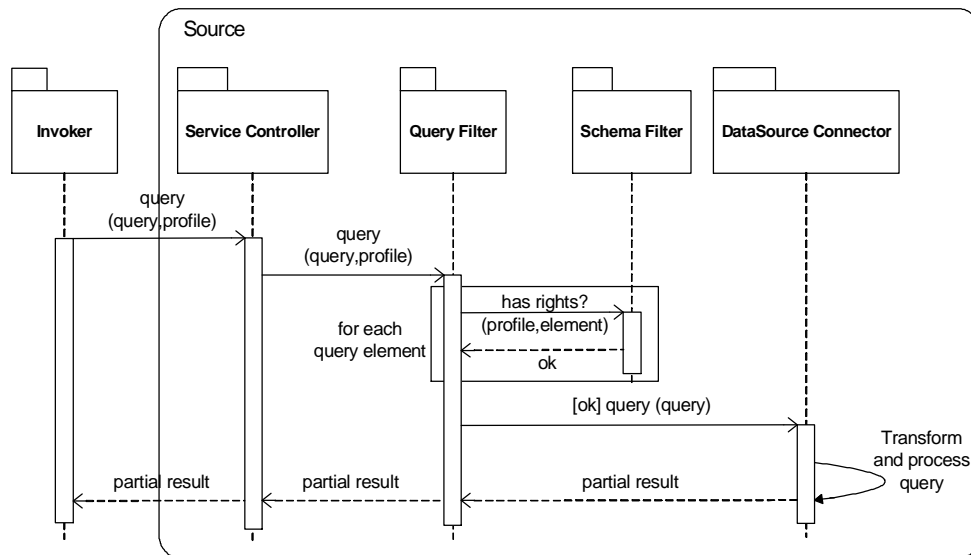 Source
Invoker
Service Controller
Query Filter
Schema Filter
DataSource Connector
query
(query,profile)
query
(query,profile)
has rights?
(profile,element)
for each
query element
ok
[ok] query (query)
Transform
and process
query
partial result
partial result
partial result